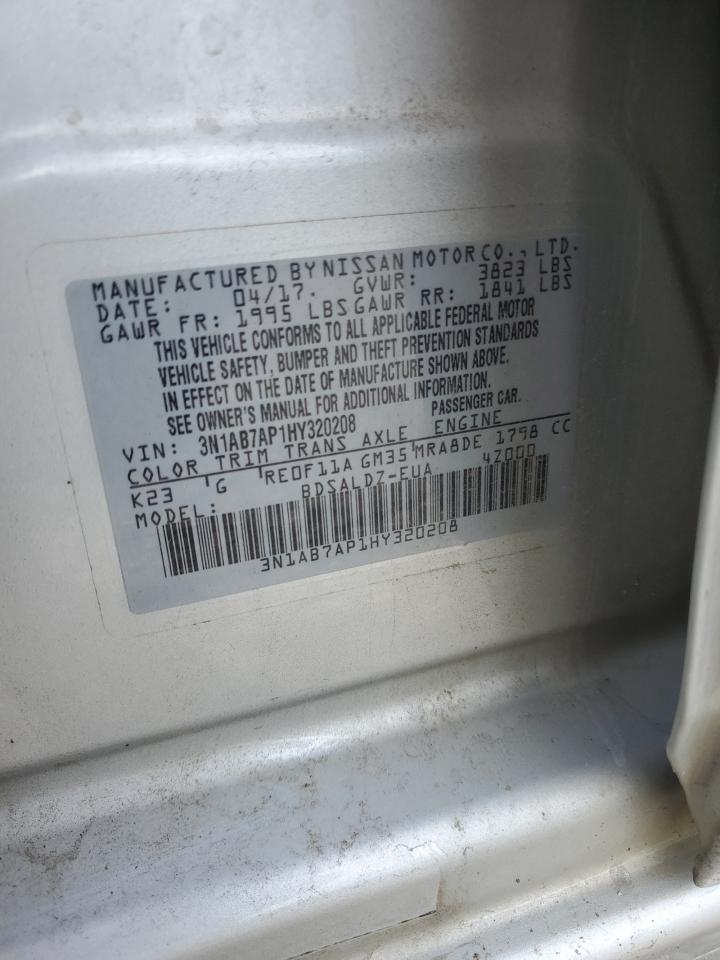 MANUFACTURED BY NISSAN MOTOR CO., LTD.
DATE: 04/17. GVWR: 3823 LBS
GAWR FR: 1995 LBS GAWR RR: 1841 LBS
THIS VEHICLE CONFORMS TO ALL APPLICABLE FEDERAL MOTOR
VEHICLE SAFETY, BUMPER AND THEFT PREVENTION STANDARDS
IN EFFECT ON THE DATE OF MANUFACTURE SHOWN ABOVE.
SEE OWNER'S MANUAL FOR ADDITIONAL INFORMATION.
VIN: 3N1AB7AP1HY320208 PASSENGER CAR.
COLOR TRIM TRANS AXLE ENGINE
K23 G RE0F11A GM35 MRA8DE 1798 CC
MODEL: BDSALDZ-EUA 4Z000
3N1AB7AP1HY320208